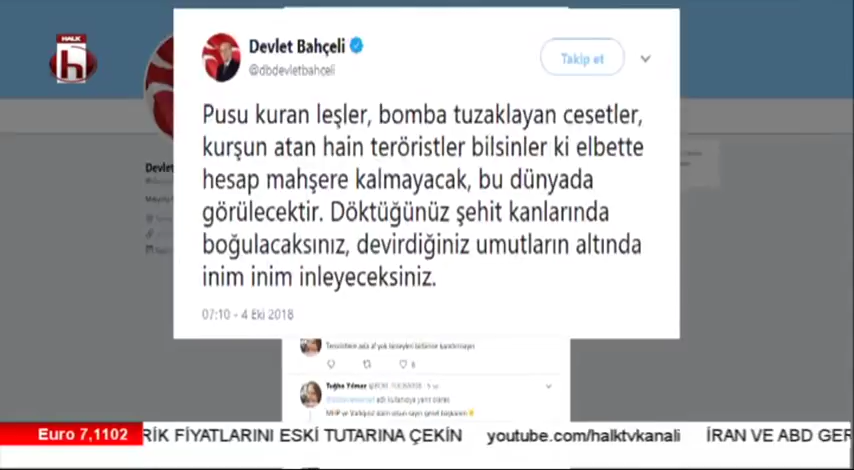 HALK
h
Devlet Bahçeli
@dbdevletbahceli
Takip et
Pusu kuran leşler, bomba tuzaklayan cesetler,
kurşun atan hain teröristler bilsinler ki elbette
hesap mahşere kalmayacak, bu dünyada
görülecektir. Döktüğünüz şehit kanlarında
boğulacaksınız, devirdiğiniz umutların altında
inim inim inleyeceksiniz.
07:10 - 4 Eki 2018
Devlet
Tuğba Yılmaz
MHP ve
Euro 7,1102
RİK FİYATLARINI ESKİ TUTARINA ÇEKİN youtube.com/halktvkanali İRAN VE ABD GER